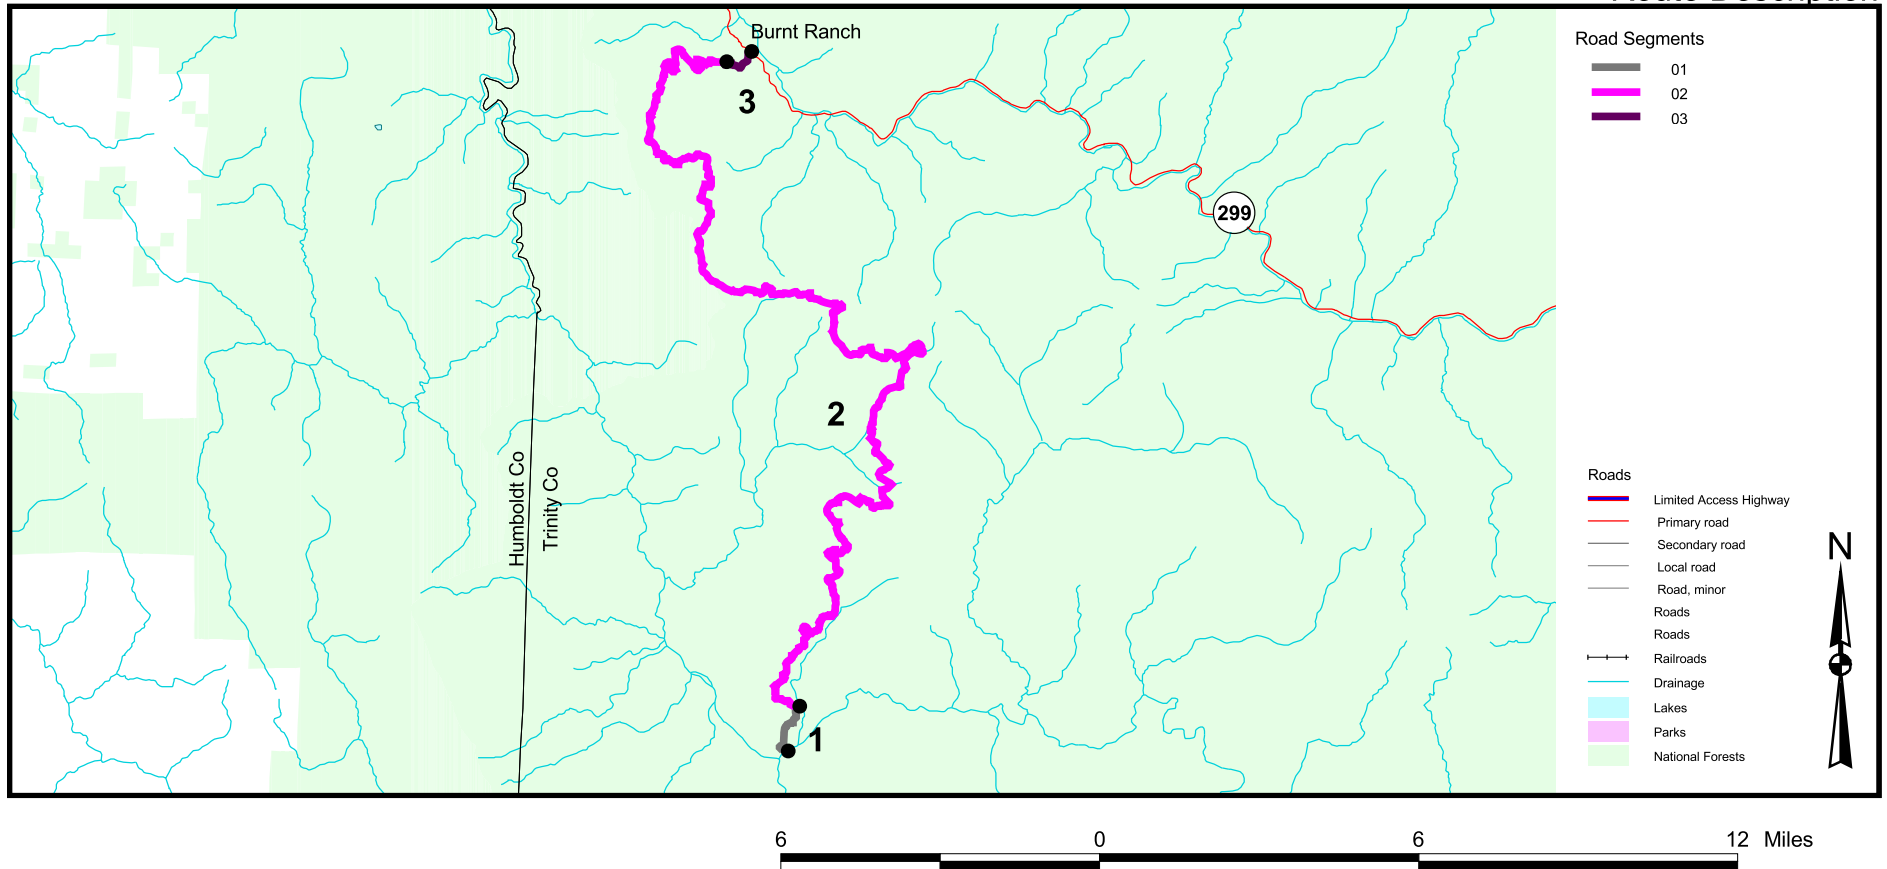 Route Description
Burnt Ranch
3
299
2
Humboldt Co
Trinity Co
1
Road Segments
01
02
03
Roads
Limited Access Highway
Primary road
Secondary road
Local road
Road, minor
Roads
Roads
Railroads
Drainage
Lakes
Parks
National Forests
N
6 0 6 12 Miles